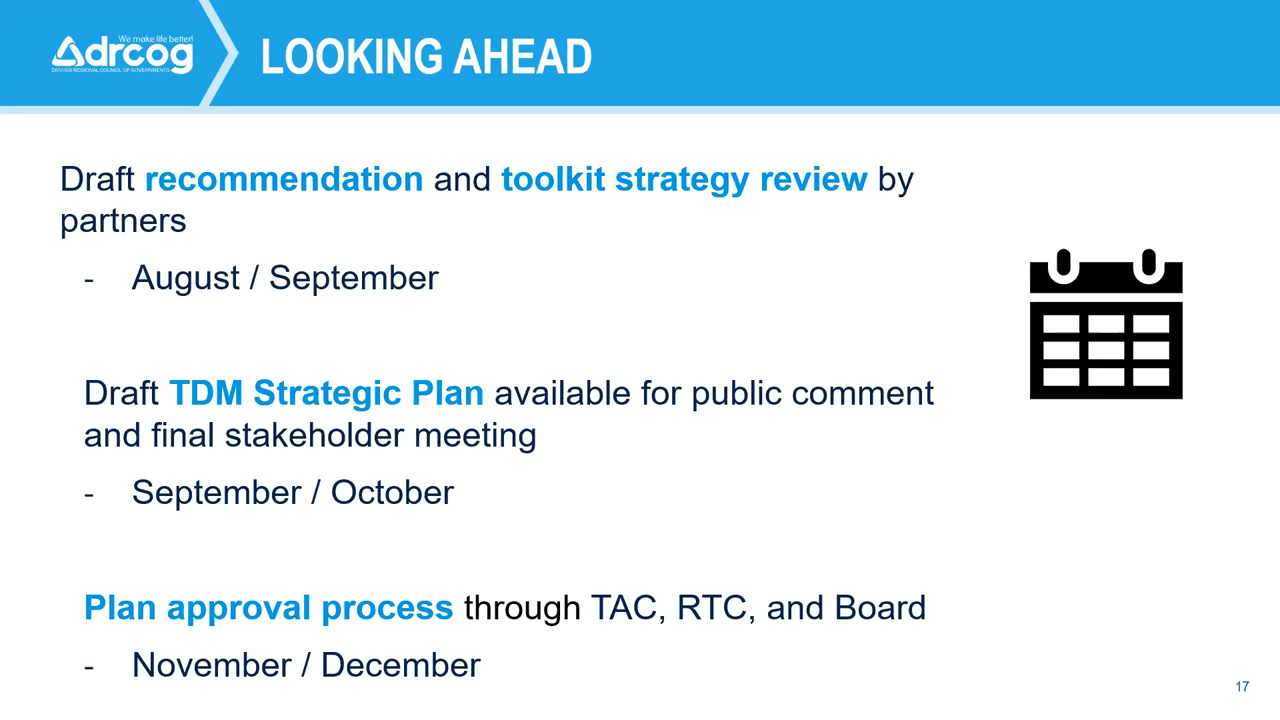 We make life better!
drcog
DENVER REGIONAL COUNCIL OF GOVERNMENTS
LOOKING AHEAD
Draft recommendation and toolkit strategy review by
partners
- August / September
Draft TDM Strategic Plan available for public comment
and final stakeholder meeting
- September / October
Plan approval process through TAC, RTC, and Board
- November / December
17